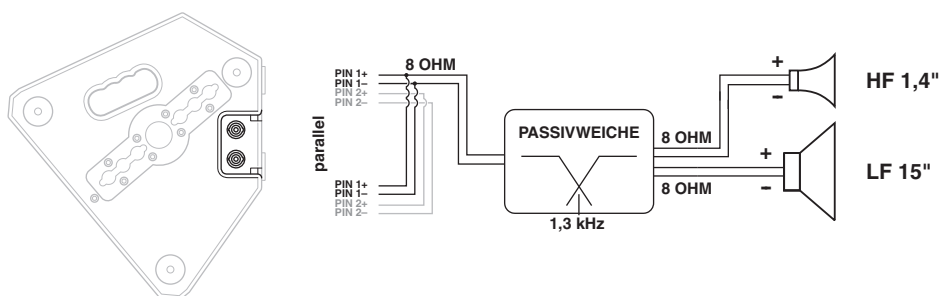 PIN 1+
PIN 1–
PIN 2+
PIN 2–
8 OHM
parallel
PIN 1+
PIN 1–
PIN 2+
PIN 2–
PASSIVWEICHE
1,3 kHz
8 OHM
8 OHM
+
–
HF 1,4"
+
–
LF 15"